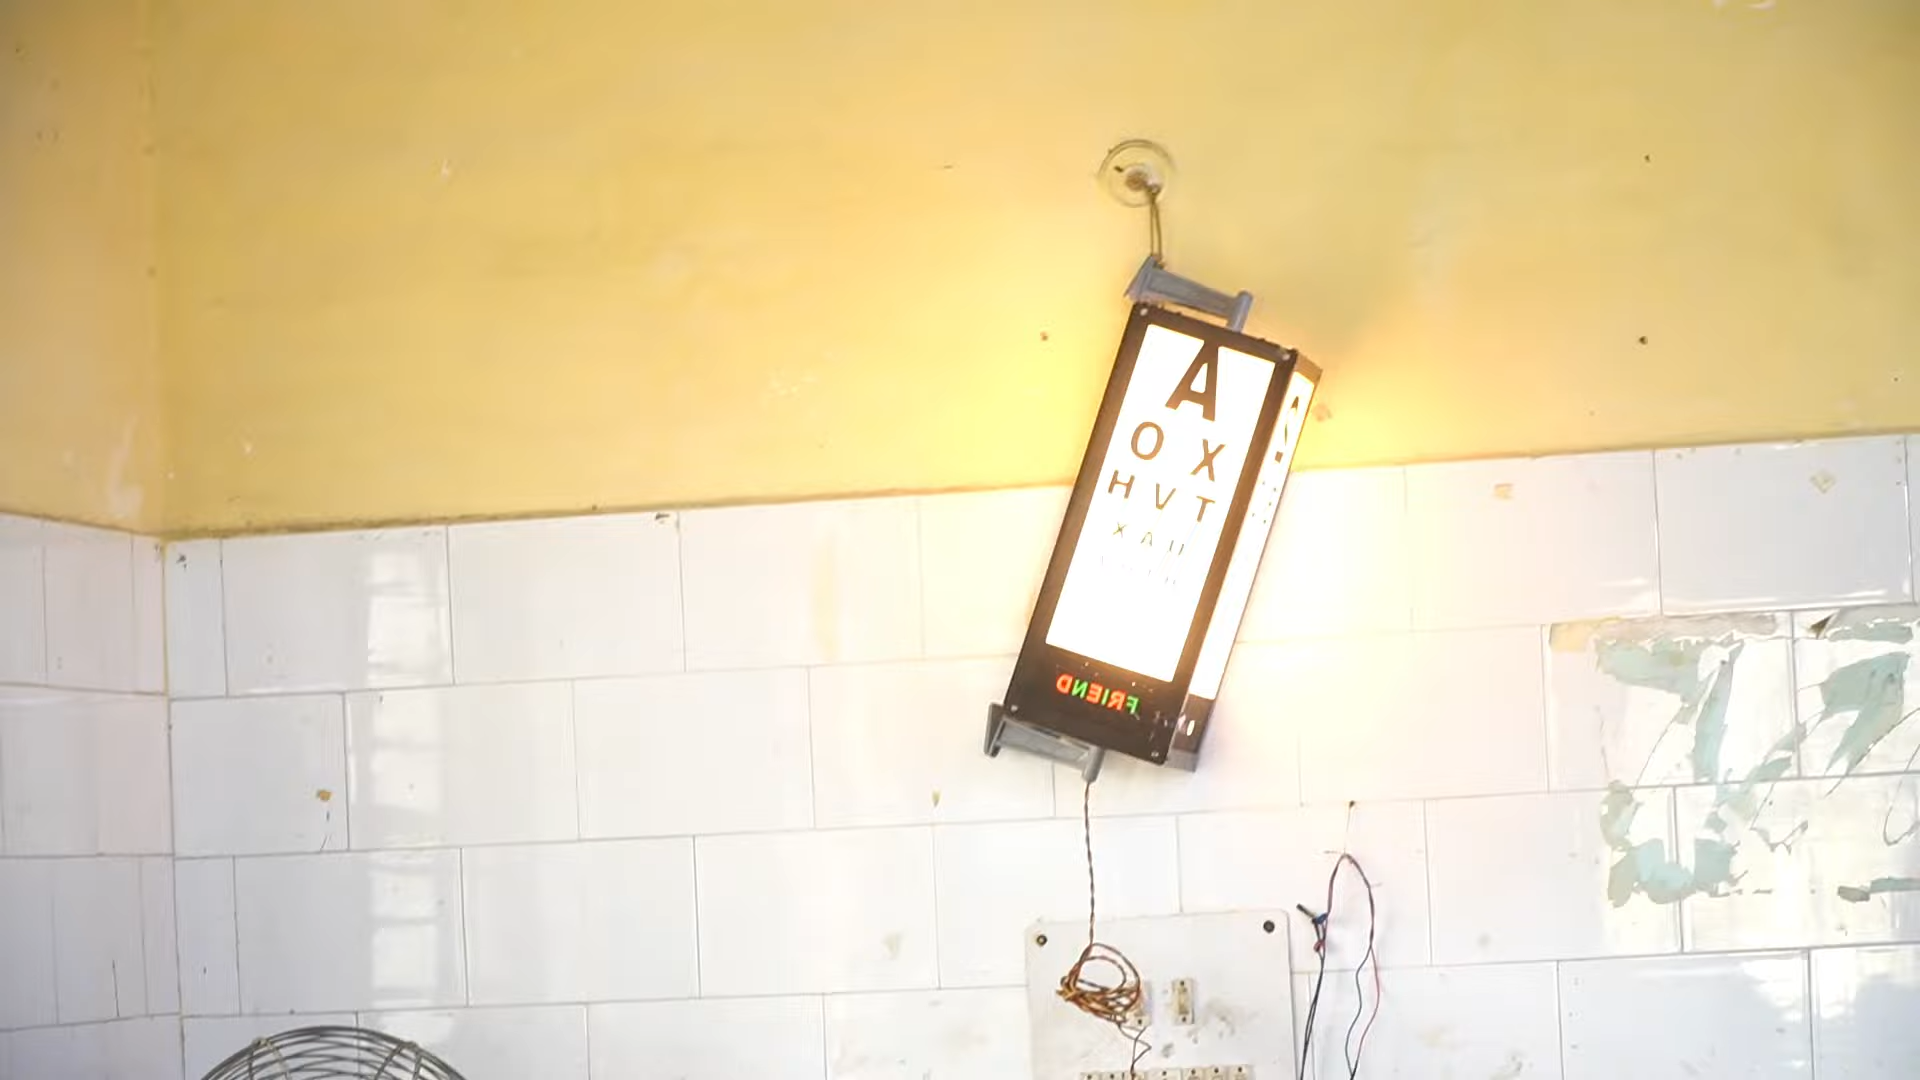 A
O X
H V T
X A U
FRIEND